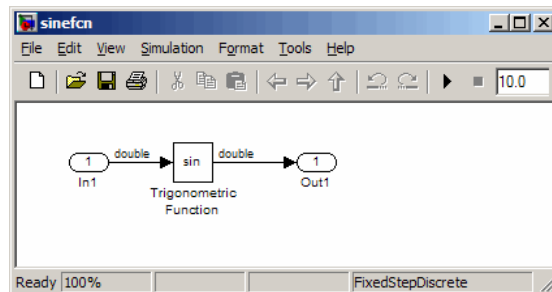 sinefcn
File Edit View Simulation Format Tools Help
10.0
1 double sin double 1
In1 Trigonometric Function Out1
Ready 100% FixedStepDiscrete